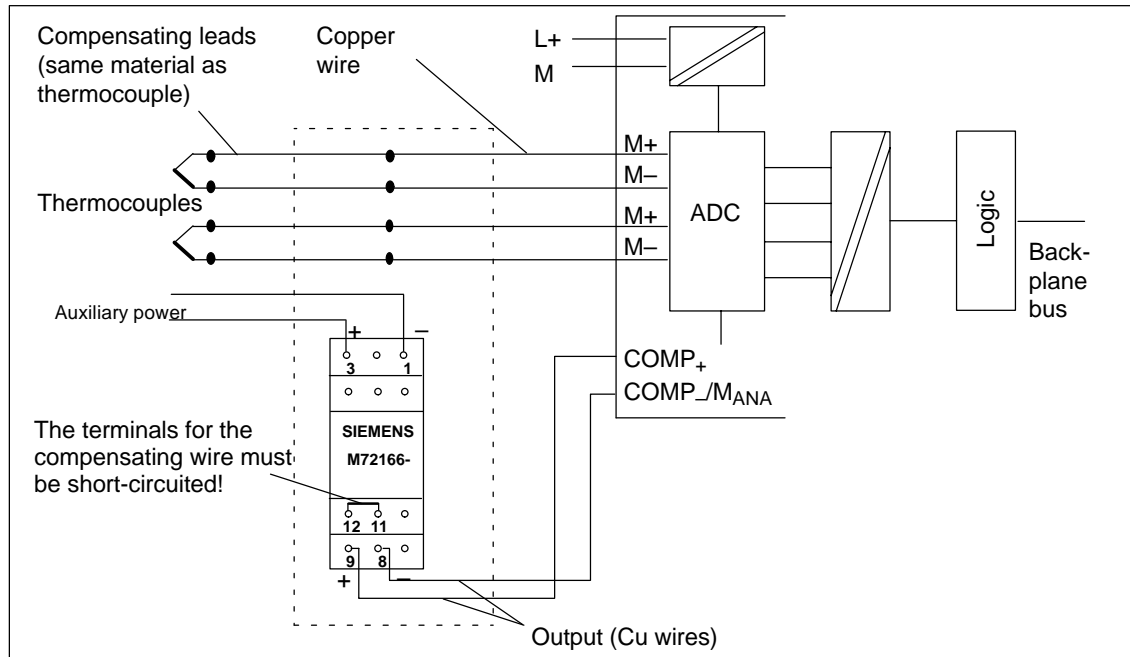 Compensating leads
(same material as
thermocouple)
Copper
wire
L+
M
M+
M–
M+
M–
Thermocouples
ADC
Logic
Back-
plane
bus
Auxiliary power
+
–
3
1
COMP+
COMP–/MANA
SIEMENS
M72166-
The terminals for the
compensating wire must
be short-circuited!
12 11
9 8
+
–
Output (Cu wires)